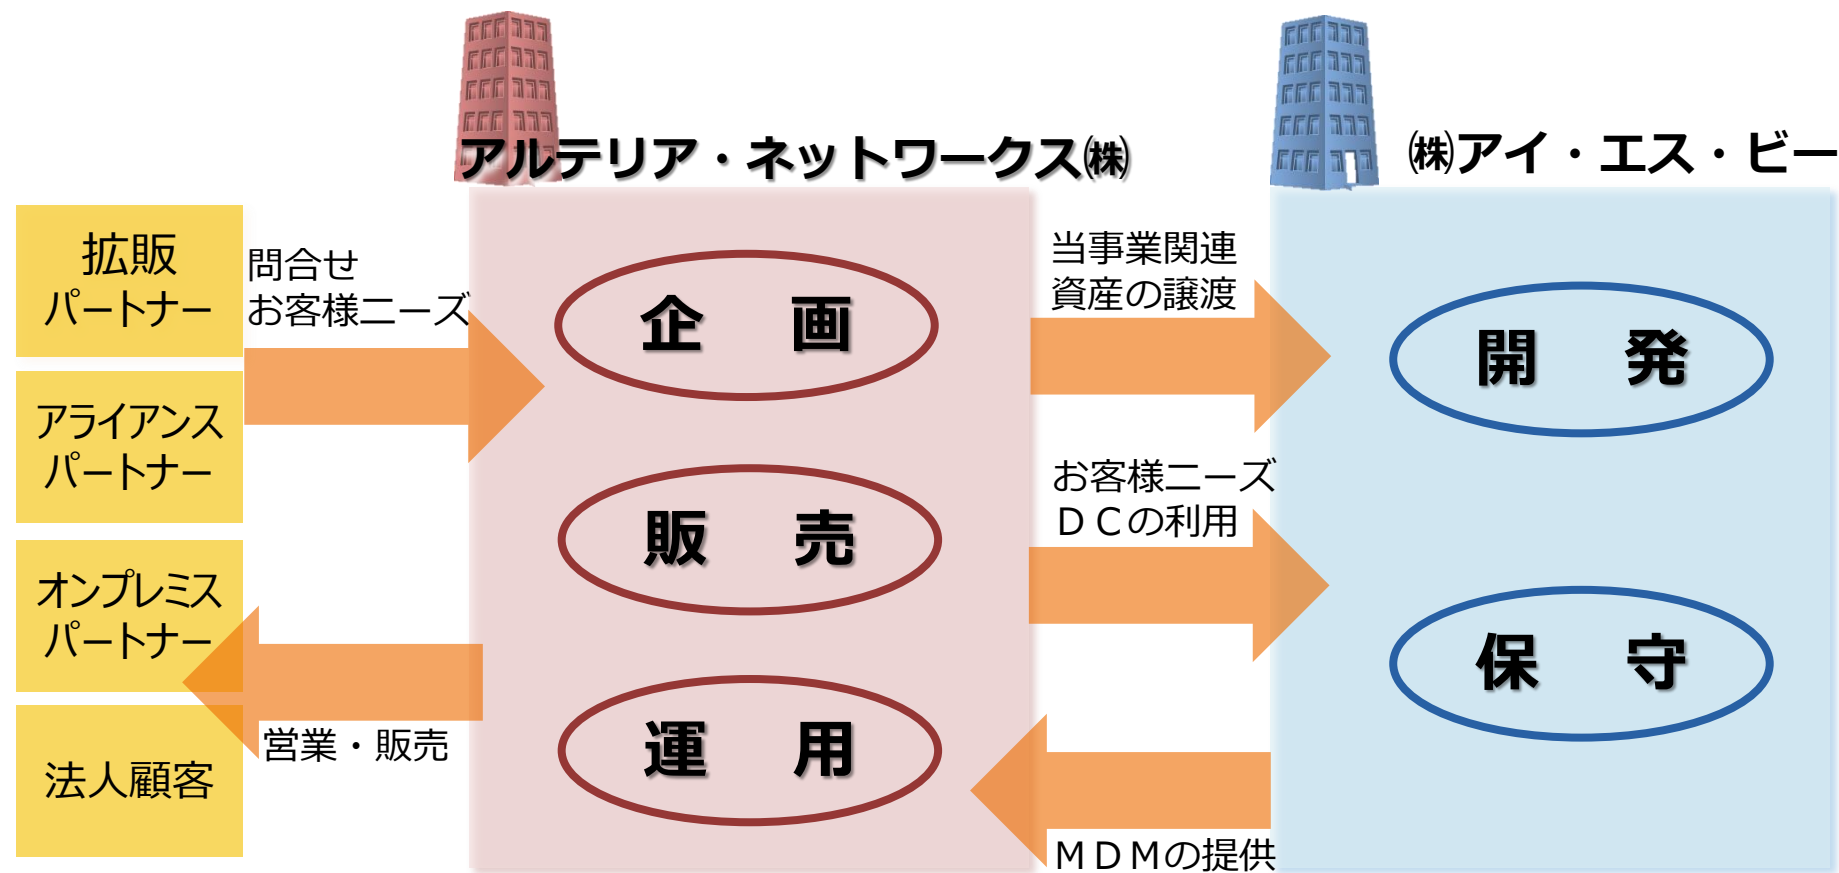 アルテリア・ネットワークス㈱
㈱アイ・エス・ビー
拡販
パートナー
アライアンス
パートナー
オンプレミス
パートナー
法人顧客
問合せ
お客様ニーズ
営業・販売
企　画
販　売
運　用
当事業関連
資産の譲渡
お客様ニーズ
ＤＣの利用
ＭＤＭの提供
開　発
保　守